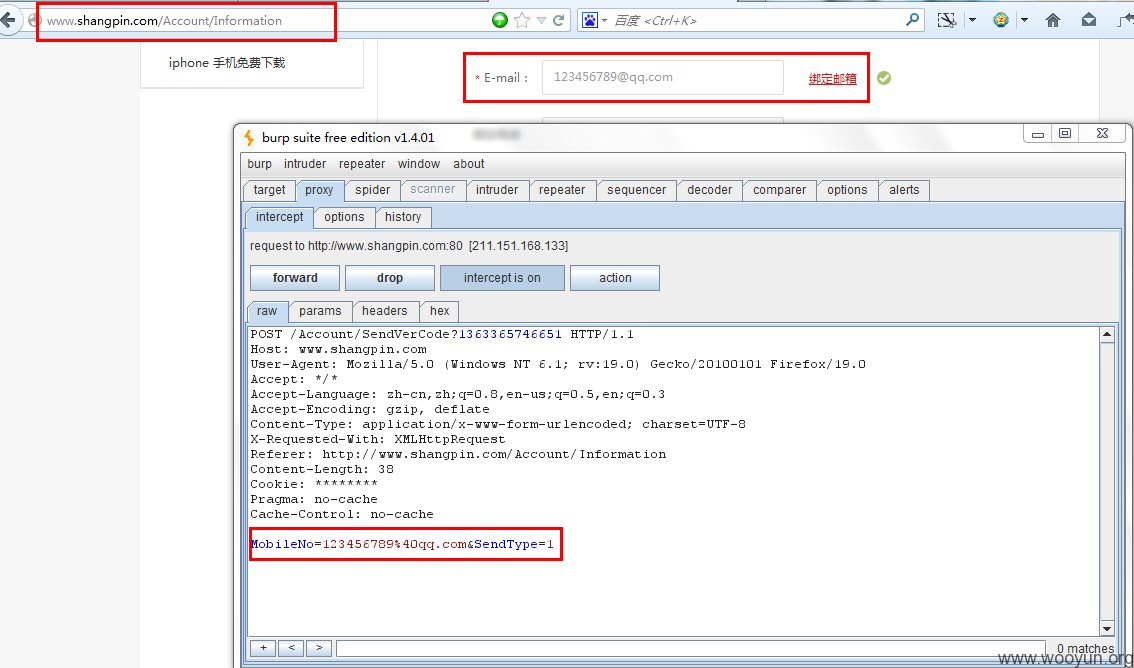 www.shangpin.com/Account/Information
百度 <Ctrl+K>
iphone 手机免费下载
* E-mail : 123456789@qq.com 绑定邮箱
burp suite free edition v1.4.01
burp intruder repeater window about
target proxy spider scanner intruder repeater sequencer decoder comparer options alerts
intercept options history
request to http://www.shangpin.com:80 [211.151.168.133]
forward drop intercept is on action
raw params headers hex
POST /Account/SendVerCode?1363365746651 HTTP/1.1
Host: www.shangpin.com
User-Agent: Mozilla/5.0 (Windows NT 6.1; rv:19.0) Gecko/20100101 Firefox/19.0
Accept: */*
Accept-Language: zh-cn,zh;q=0.8,en-us;q=0.5,en;q=0.3
Accept-Encoding: gzip, deflate
Content-Type: application/x-www-form-urlencoded; charset=UTF-8
X-Requested-With: XMLHttpRequest
Referer: http://www.shangpin.com/Account/Information
Content-Length: 38
Cookie: ********
Pragma: no-cache
Cache-Control: no-cache
MobileNo=123456789%40qq.com&SendType=1
+ < > 0 matches
www.wooyun.org